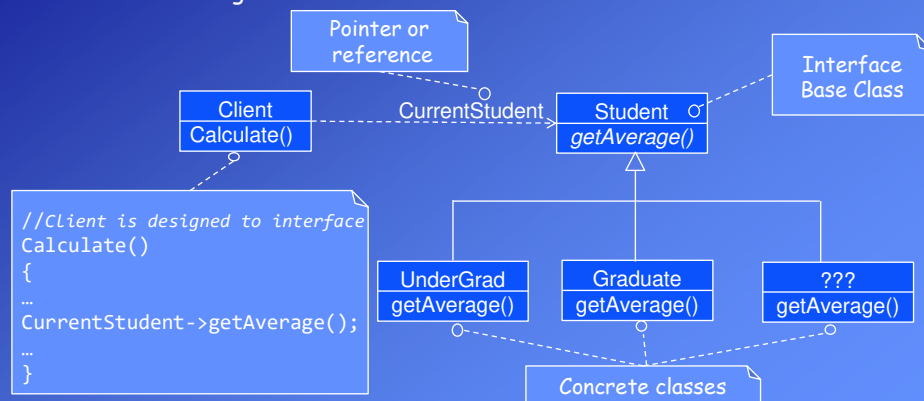 Pointer or
reference
Interface
Base Class
Client
Calculate()
CurrentStudent
Student
getAverage()
//Client is designed to interface
Calculate()
{
…
CurrentStudent->getAverage();
…
}
UnderGrad
getAverage()
Graduate
getAverage()
???
getAverage()
Concrete classes